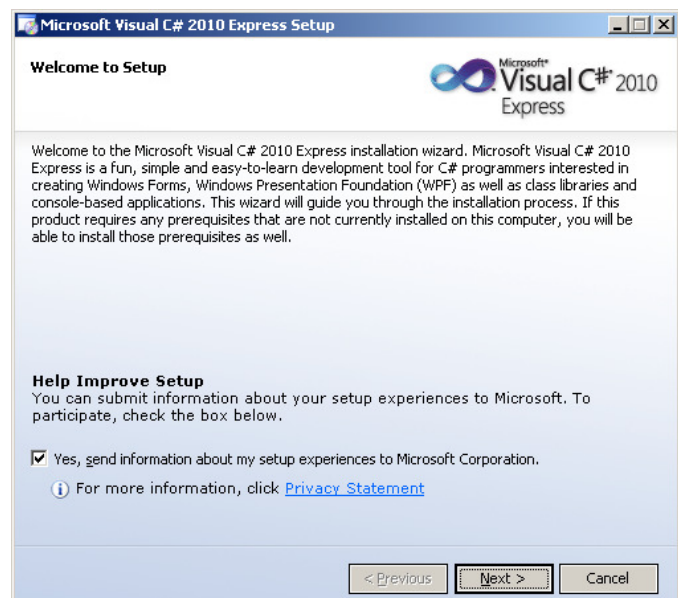 Microsoft Visual C# 2010 Express Setup
Welcome to Setup
Microsoft®
Visual C#® 2010
Express
Welcome to the Microsoft Visual C# 2010 Express installation wizard. Microsoft Visual C# 2010
Express is a fun, simple and easy-to-learn development tool for C# programmers interested in
creating Windows Forms, Windows Presentation Foundation (WPF) as well as class libraries and
console-based applications. This wizard will guide you through the installation process. If this
product requires any prerequisites that are not currently installed on this computer, you will be
able to install those prerequisites as well.
Help Improve Setup
You can submit information about your setup experiences to Microsoft. To
participate, check the box below.
Yes, send information about my setup experiences to Microsoft Corporation.
For more information, click Privacy Statement
< Previous Next > Cancel